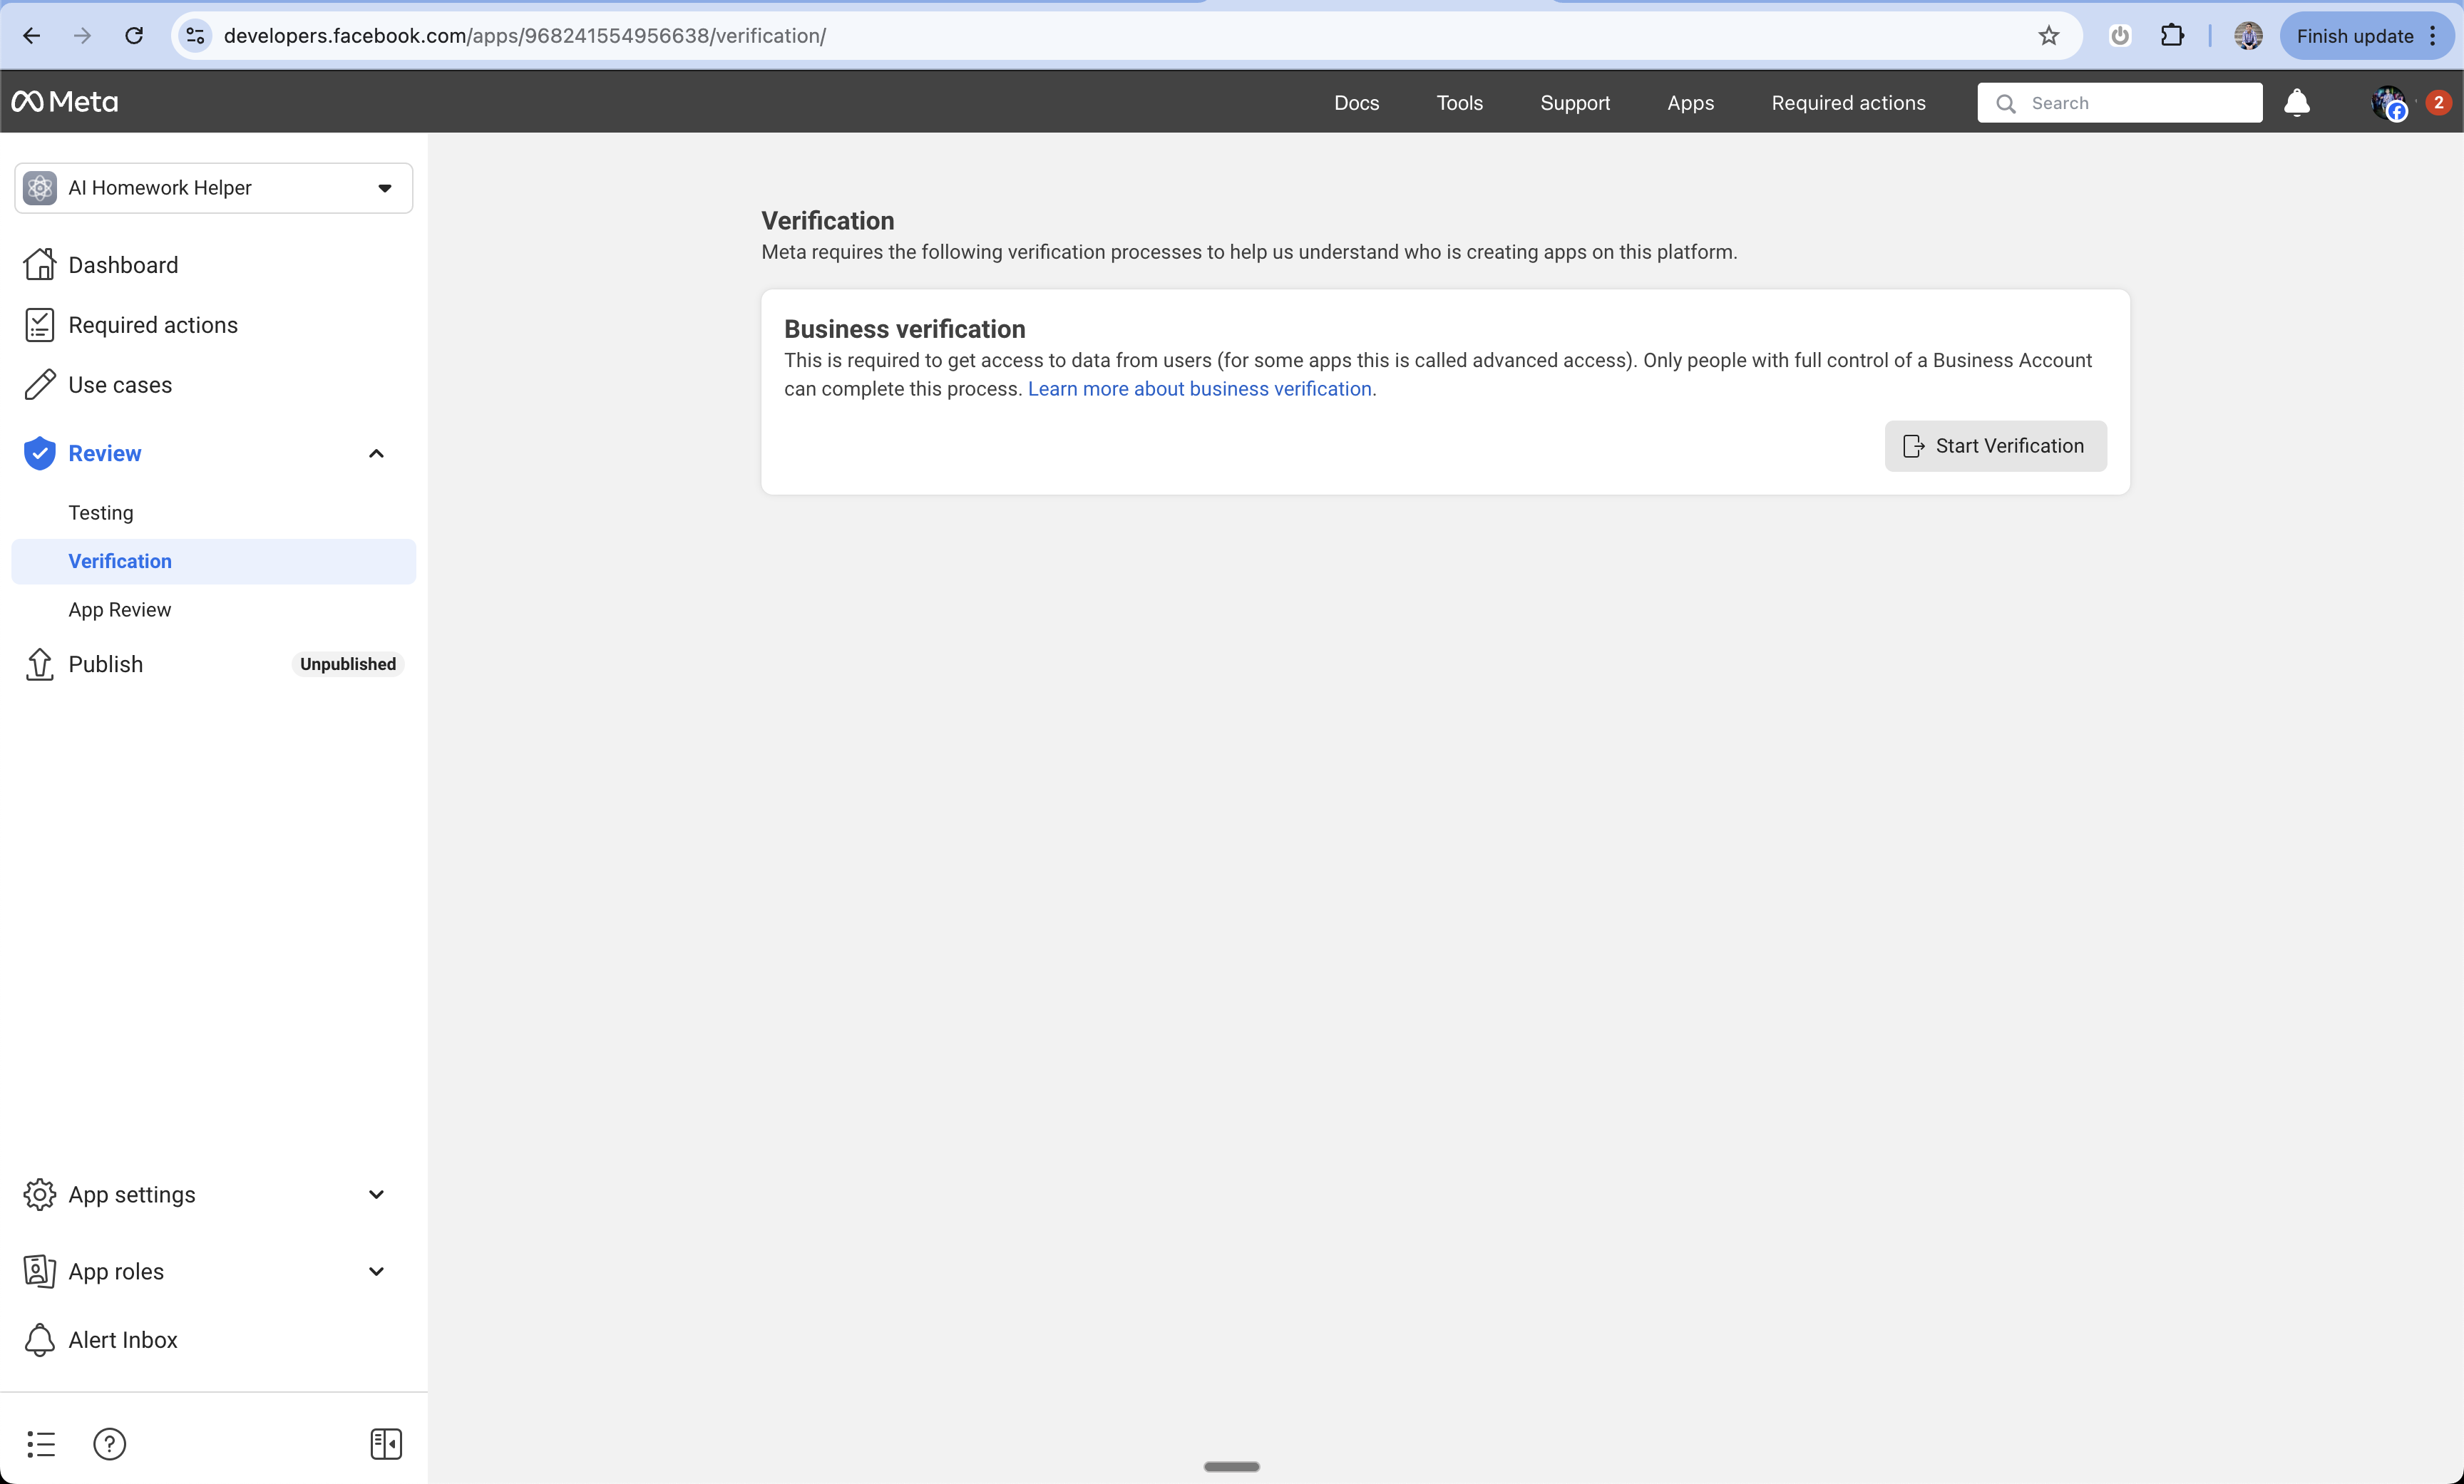 developers.facebook.com/apps/968241554956638/verification/
Finish update
Meta
Docs
Tools
Support
Apps
Required actions
Search
2
AI Homework Helper
Dashboard
Required actions
Use cases
Review
Testing
Verification
App Review
Publish
Unpublished
App settings
App roles
Alert Inbox
Verification
Meta requires the following verification processes to help us understand who is creating apps on this platform.
Business verification
This is required to get access to data from users (for some apps this is called advanced access). Only people with full control of a Business Account
can complete this process. Learn more about business verification.
Start Verification